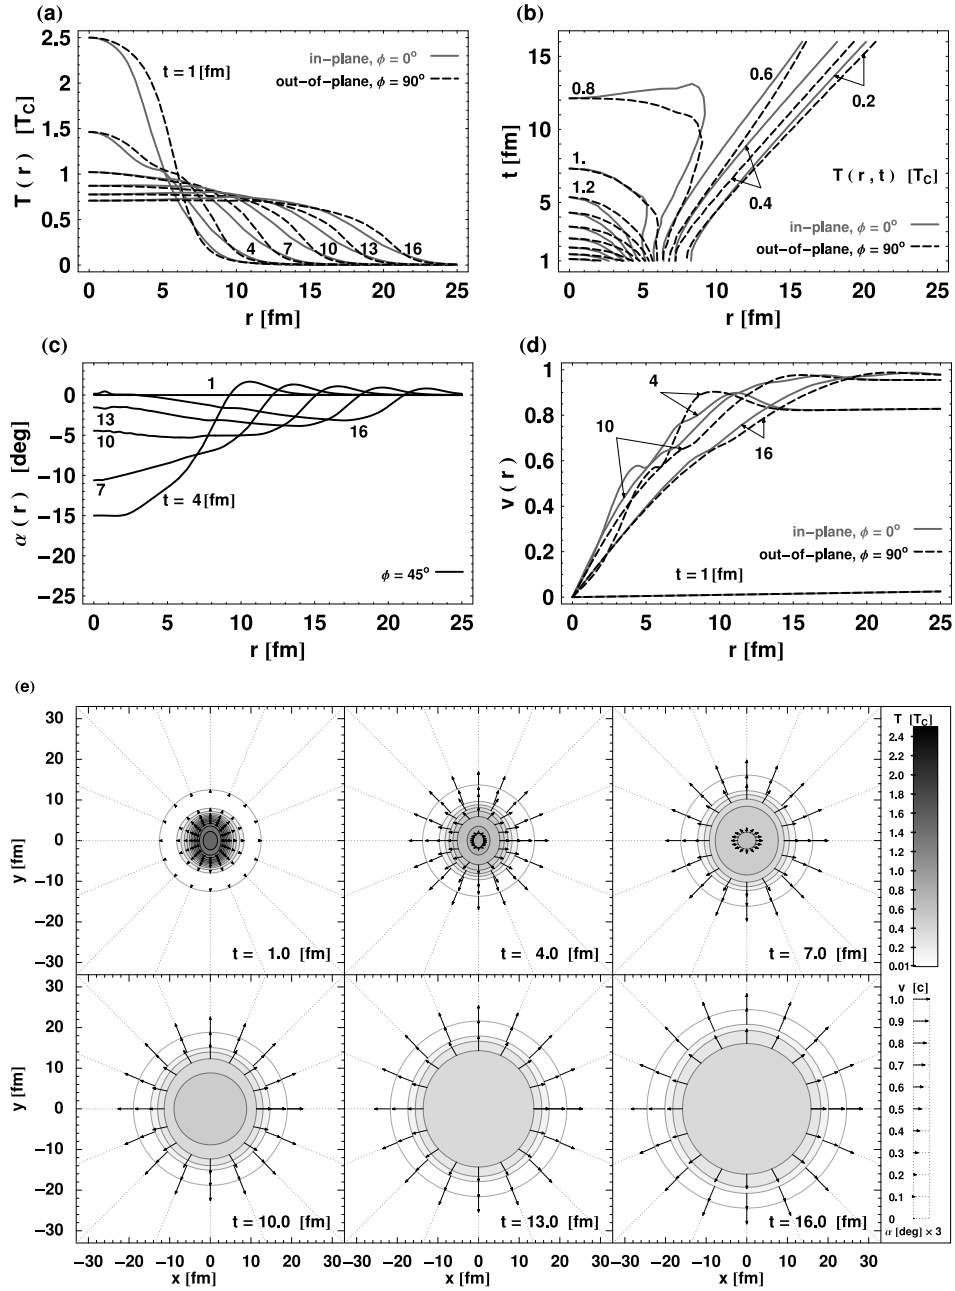 (a)
2.5
2
1.5
1
0.5
0
T(r) [T_C]
t = 1 [fm]
in-plane, ϕ = 0°
out-of-plane, ϕ = 90°
4 7 10 13 16
0 5 10 15 20 25
r [fm]
(b)
15
10
5
1
t [fm]
0.8
1.
1.2
0.6
0.2
0.4
T(r,t) [T_C]
in-plane, ϕ = 0°
out-of-plane, ϕ = 90°
0 5 10 15 20 25
r [fm]
(c)
0
-5
-10
-15
-20
-25
α(r) [deg]
1
13
10
7
16
t = 4 [fm]
ϕ = 45°
0 5 10 15 20 25
r [fm]
(d)
1
0.8
0.6
0.4
0.2
0
v(r)
4
10
16
in-plane, ϕ = 0°
out-of-plane, ϕ = 90°
t = 1 [fm]
0 5 10 15 20 25
r [fm]
(e)
30
20
10
0
-10
-20
-30
y [fm]
t = 1.0 [fm]
t = 4.0 [fm]
t = 7.0 [fm]
T [T_C]
2.4
2.2
2.0
1.8
1.6
1.4
1.2
1.0
0.8
0.6
0.4
0.2
0.01
30
20
10
0
-10
-20
-30
y [fm]
t = 10.0 [fm]
t = 13.0 [fm]
t = 16.0 [fm]
v [c]
1.0
0.9
0.8
0.7
0.6
0.5
0.4
0.3
0.2
0.1
0
α [deg] × 3
-30 -20 -10 0 10 20 30
-30 -20 -10 0 10 20 30
-30 -20 -10 0 10 20 30
x [fm]
x [fm]
x [fm]